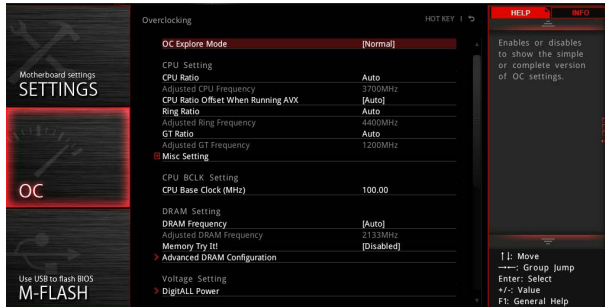 Motherboard settings
SETTINGS
OC
Use USB to flash BIOS
M-FLASH
Overclocking
HOT KEY
OC Explore Mode [Normal]
CPU Setting
CPU Ratio Auto
Adjusted CPU Frequency 3700MHz
CPU Ratio Offset When Running AVX [Auto]
Ring Ratio Auto
Adjusted Ring Frequency 4400MHz
GT Ratio Auto
Adjusted GT Frequency 1200MHz
Misc Setting
CPU BCLK Setting
CPU Base Clock (MHz) 100.00
DRAM Setting
DRAM Frequency [Auto]
Adjusted DRAM Frequency 2133MHz
Memory Try It! [Disabled]
Advanced DRAM Configuration
Voltage Setting
DigitALL Power
HELP
INFO
Enables or disables
to show the simple
or complete version
of OC settings.
↑↓: Move
→←: Group Jump
Enter: Select
+/-: Value
F1: General Help